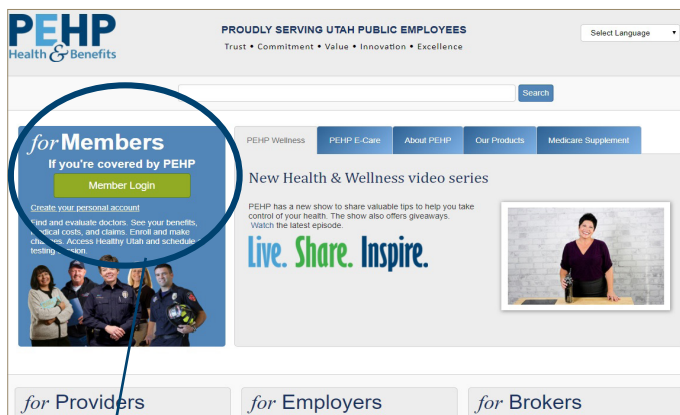 PEHP
Health & Benefits
PROUDLY SERVING UTAH PUBLIC EMPLOYEES
Trust • Commitment • Value • Innovation • Excellence
Select Language
Search
for Members
If you're covered by PEHP
Member Login
Create your personal account
Find and evaluate doctors. See your benefits,
medical costs, and claims. Enroll and make
changes. Access Healthy Utah and schedule
testing session.
PEHP Wellness
PEHP E-Care
About PEHP
Our Products
Medicare Supplement
New Health & Wellness video series
PEHP has a new show to share valuable tips to help you take
control of your health. The show also offers giveaways.
Watch the latest episode.
Live. Share. Inspire.
for Providers
for Employers
for Brokers